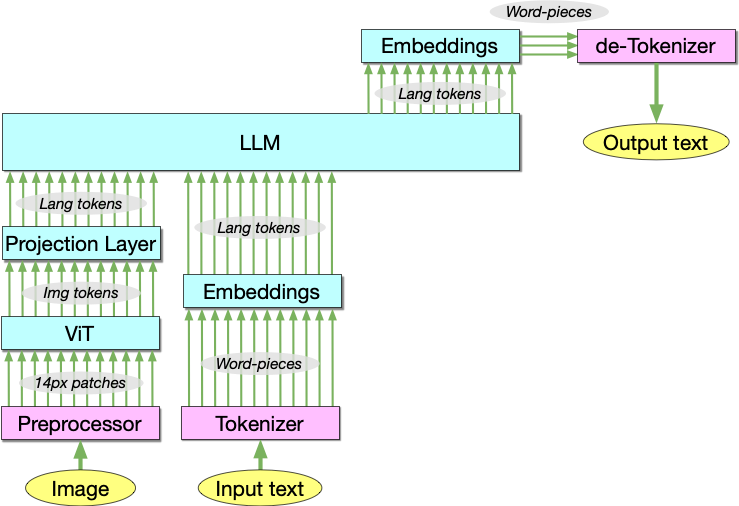 Word-pieces
Embeddings
de-Tokenizer
Lang tokens
LLM
Output text
Lang tokens
Lang tokens
Projection Layer
Img tokens
Embeddings
ViT
Word-pieces
14px patches
Preprocessor
Tokenizer
Image
Input text